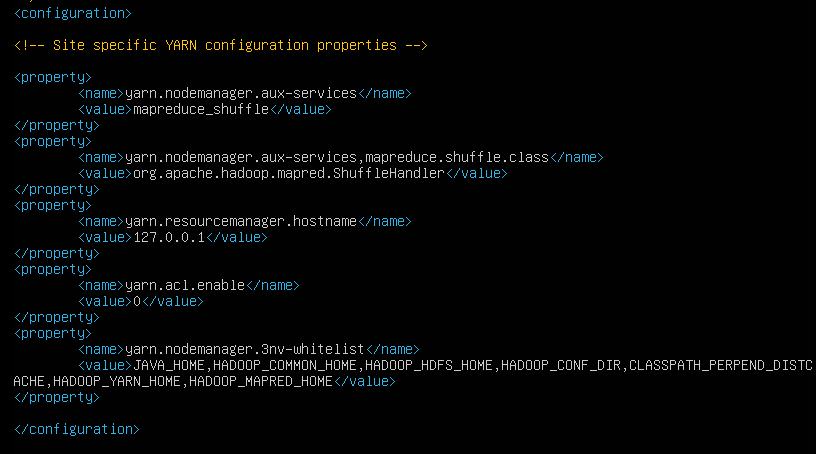 <configuration>
<!-- Site specific YARN configuration properties -->
<property>
<name>yarn.nodemanager.aux-services</name>
<value>mapreduce_shuffle</value>
</property>
<property>
<name>yarn.nodemanager.aux-services,mapreduce.shuffle.class</name>
<value>org.apache.hadoop.mapred.ShuffleHandler</value>
</property>
<property>
<name>yarn.resourcemanager.hostname</name>
<value>127.0.0.1</value>
</property>
<property>
<name>yarn.acl.enable</name>
<value>0</value>
</property>
<property>
<name>yarn.nodemanager.3nv-whitelist</name>
<value>JAVA_HOME,HADOOP_COMMON_HOME,HADOOP_HDFS_HOME,HADOOP_CONF_DIR,CLASSPATH_PERPEND_DISTC
ACHE,HADOOP_YARN_HOME,HADOOP_MAPRED_HOME</value>
</property>
</configuration>